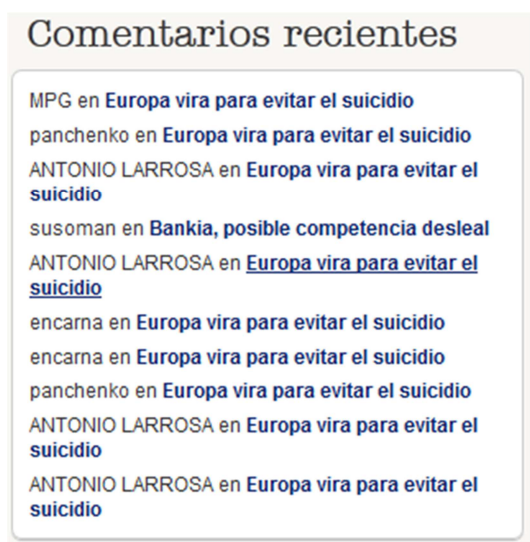 Comentarios recientes
MPG en Europa vira para evitar el suicidio
panchenko en Europa vira para evitar el suicidio
ANTONIO LARROSA en Europa vira para evitar el
suicidio
susoman en Bankia, posible competencia desleal
ANTONIO LARROSA en Europa vira para evitar el
suicidio
encarna en Europa vira para evitar el suicidio
encarna en Europa vira para evitar el suicidio
panchenko en Europa vira para evitar el suicidio
ANTONIO LARROSA en Europa vira para evitar el
suicidio
ANTONIO LARROSA en Europa vira para evitar el
suicidio